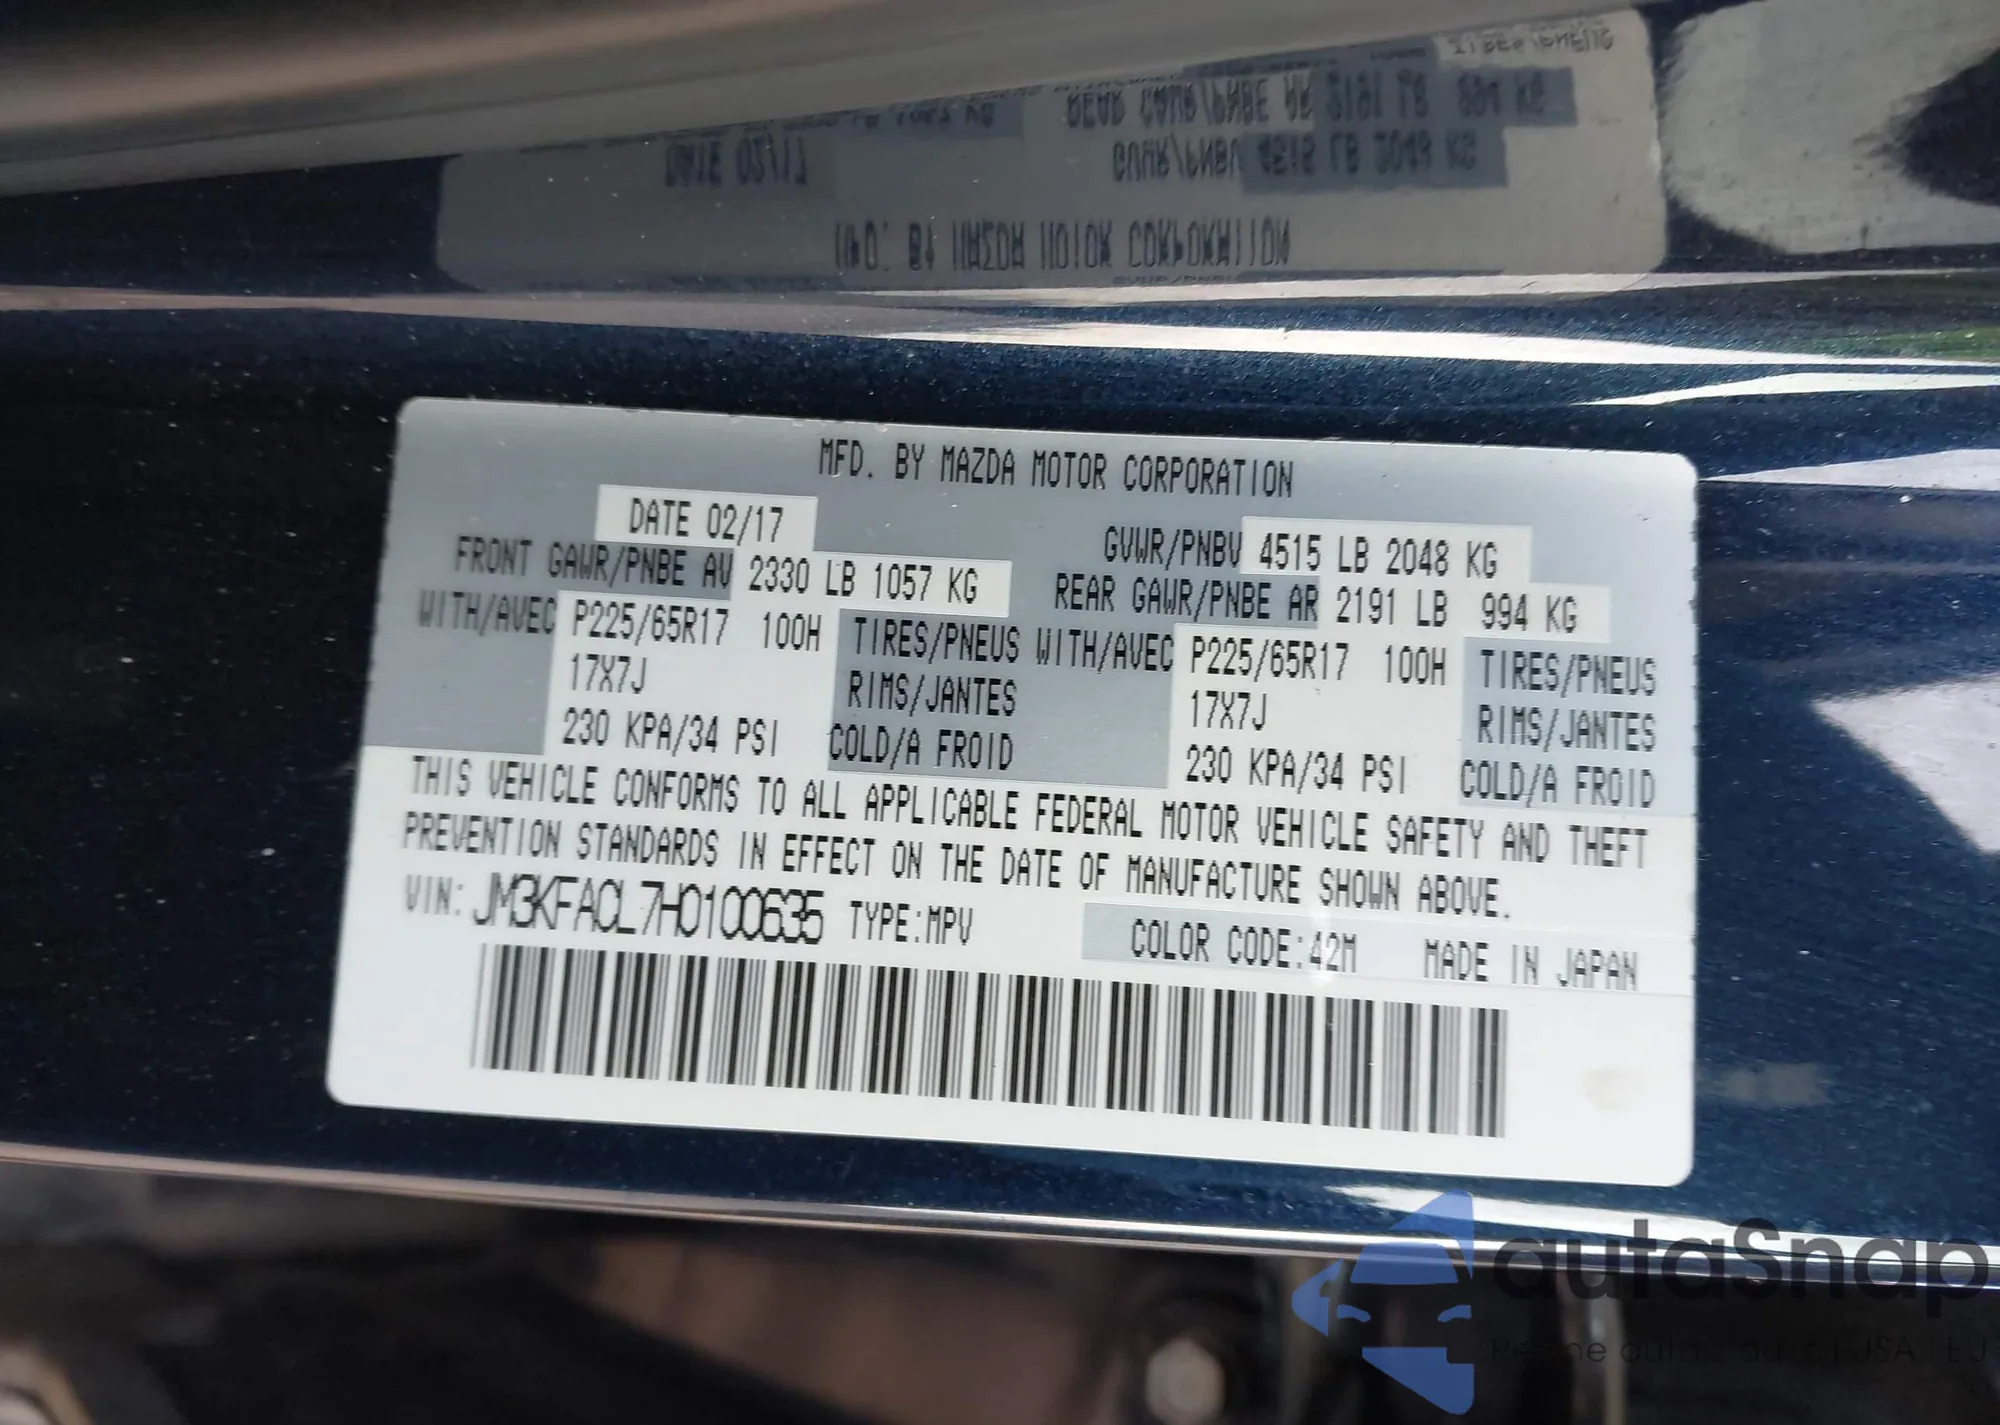 MFD. BY MAZDA MOTOR CORPORATION
DATE 02/17 GVWR/PNBV 4515 LB 2048 KG
FRONT GAWR/PNBE AV 2330 LB 1057 KG REAR GAWR/PNBE AR 2191 LB 994 KG
WITH/AVEC P225/65R17 100H TIRES/PNEUS WITH/AVEC P225/65R17 100H TIRES/PNEUS
17X7J RIMS/JANTES 17X7J RIMS/JANTES
230 KPA/34 PSI COLD/A FROID 230 KPA/34 PSI COLD/A FROID
THIS VEHICLE CONFORMS TO ALL APPLICABLE FEDERAL MOTOR VEHICLE SAFETY AND THEFT
PREVENTION STANDARDS IN EFFECT ON THE DATE OF MANUFACTURE SHOWN ABOVE.
VIN: JM3KFACL7H0100635 TYPE:MPV COLOR CODE:42M MADE IN JAPAN
autaSnap